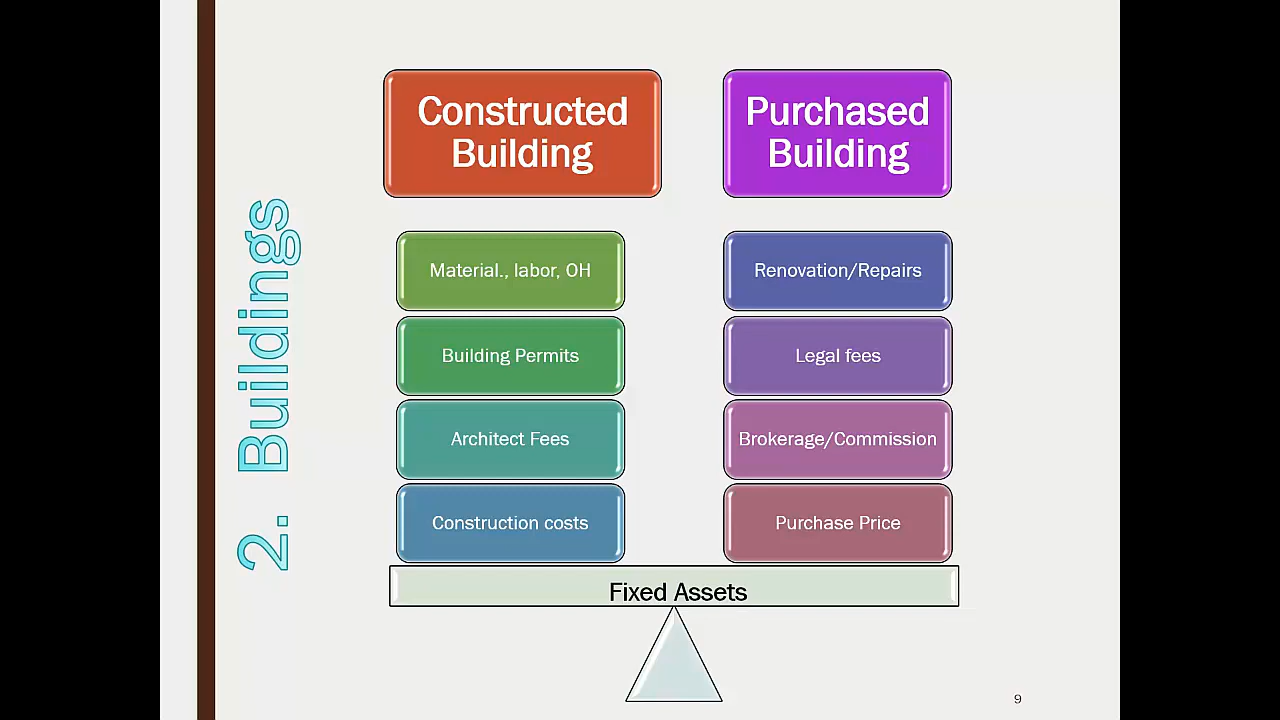 2. Buildings
Constructed
Building
Material., labor, OH
Building Permits
Architect Fees
Construction costs
Purchased
Building
Renovation/Repairs
Legal fees
Brokerage/Commission
Purchase Price
Fixed Assets
9